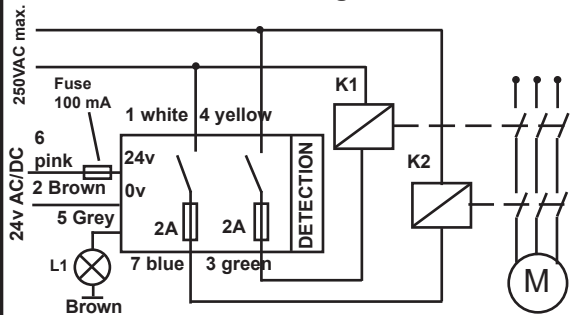 250VAC max.
Fuse
100 mA
K1
1 white 4 yellow
6
pink
24v
2 Brown
0v
K2
24v AC/DC
5 Grey
2A
2A
DETECTION
L1
7 blue
3 green
M
Brown